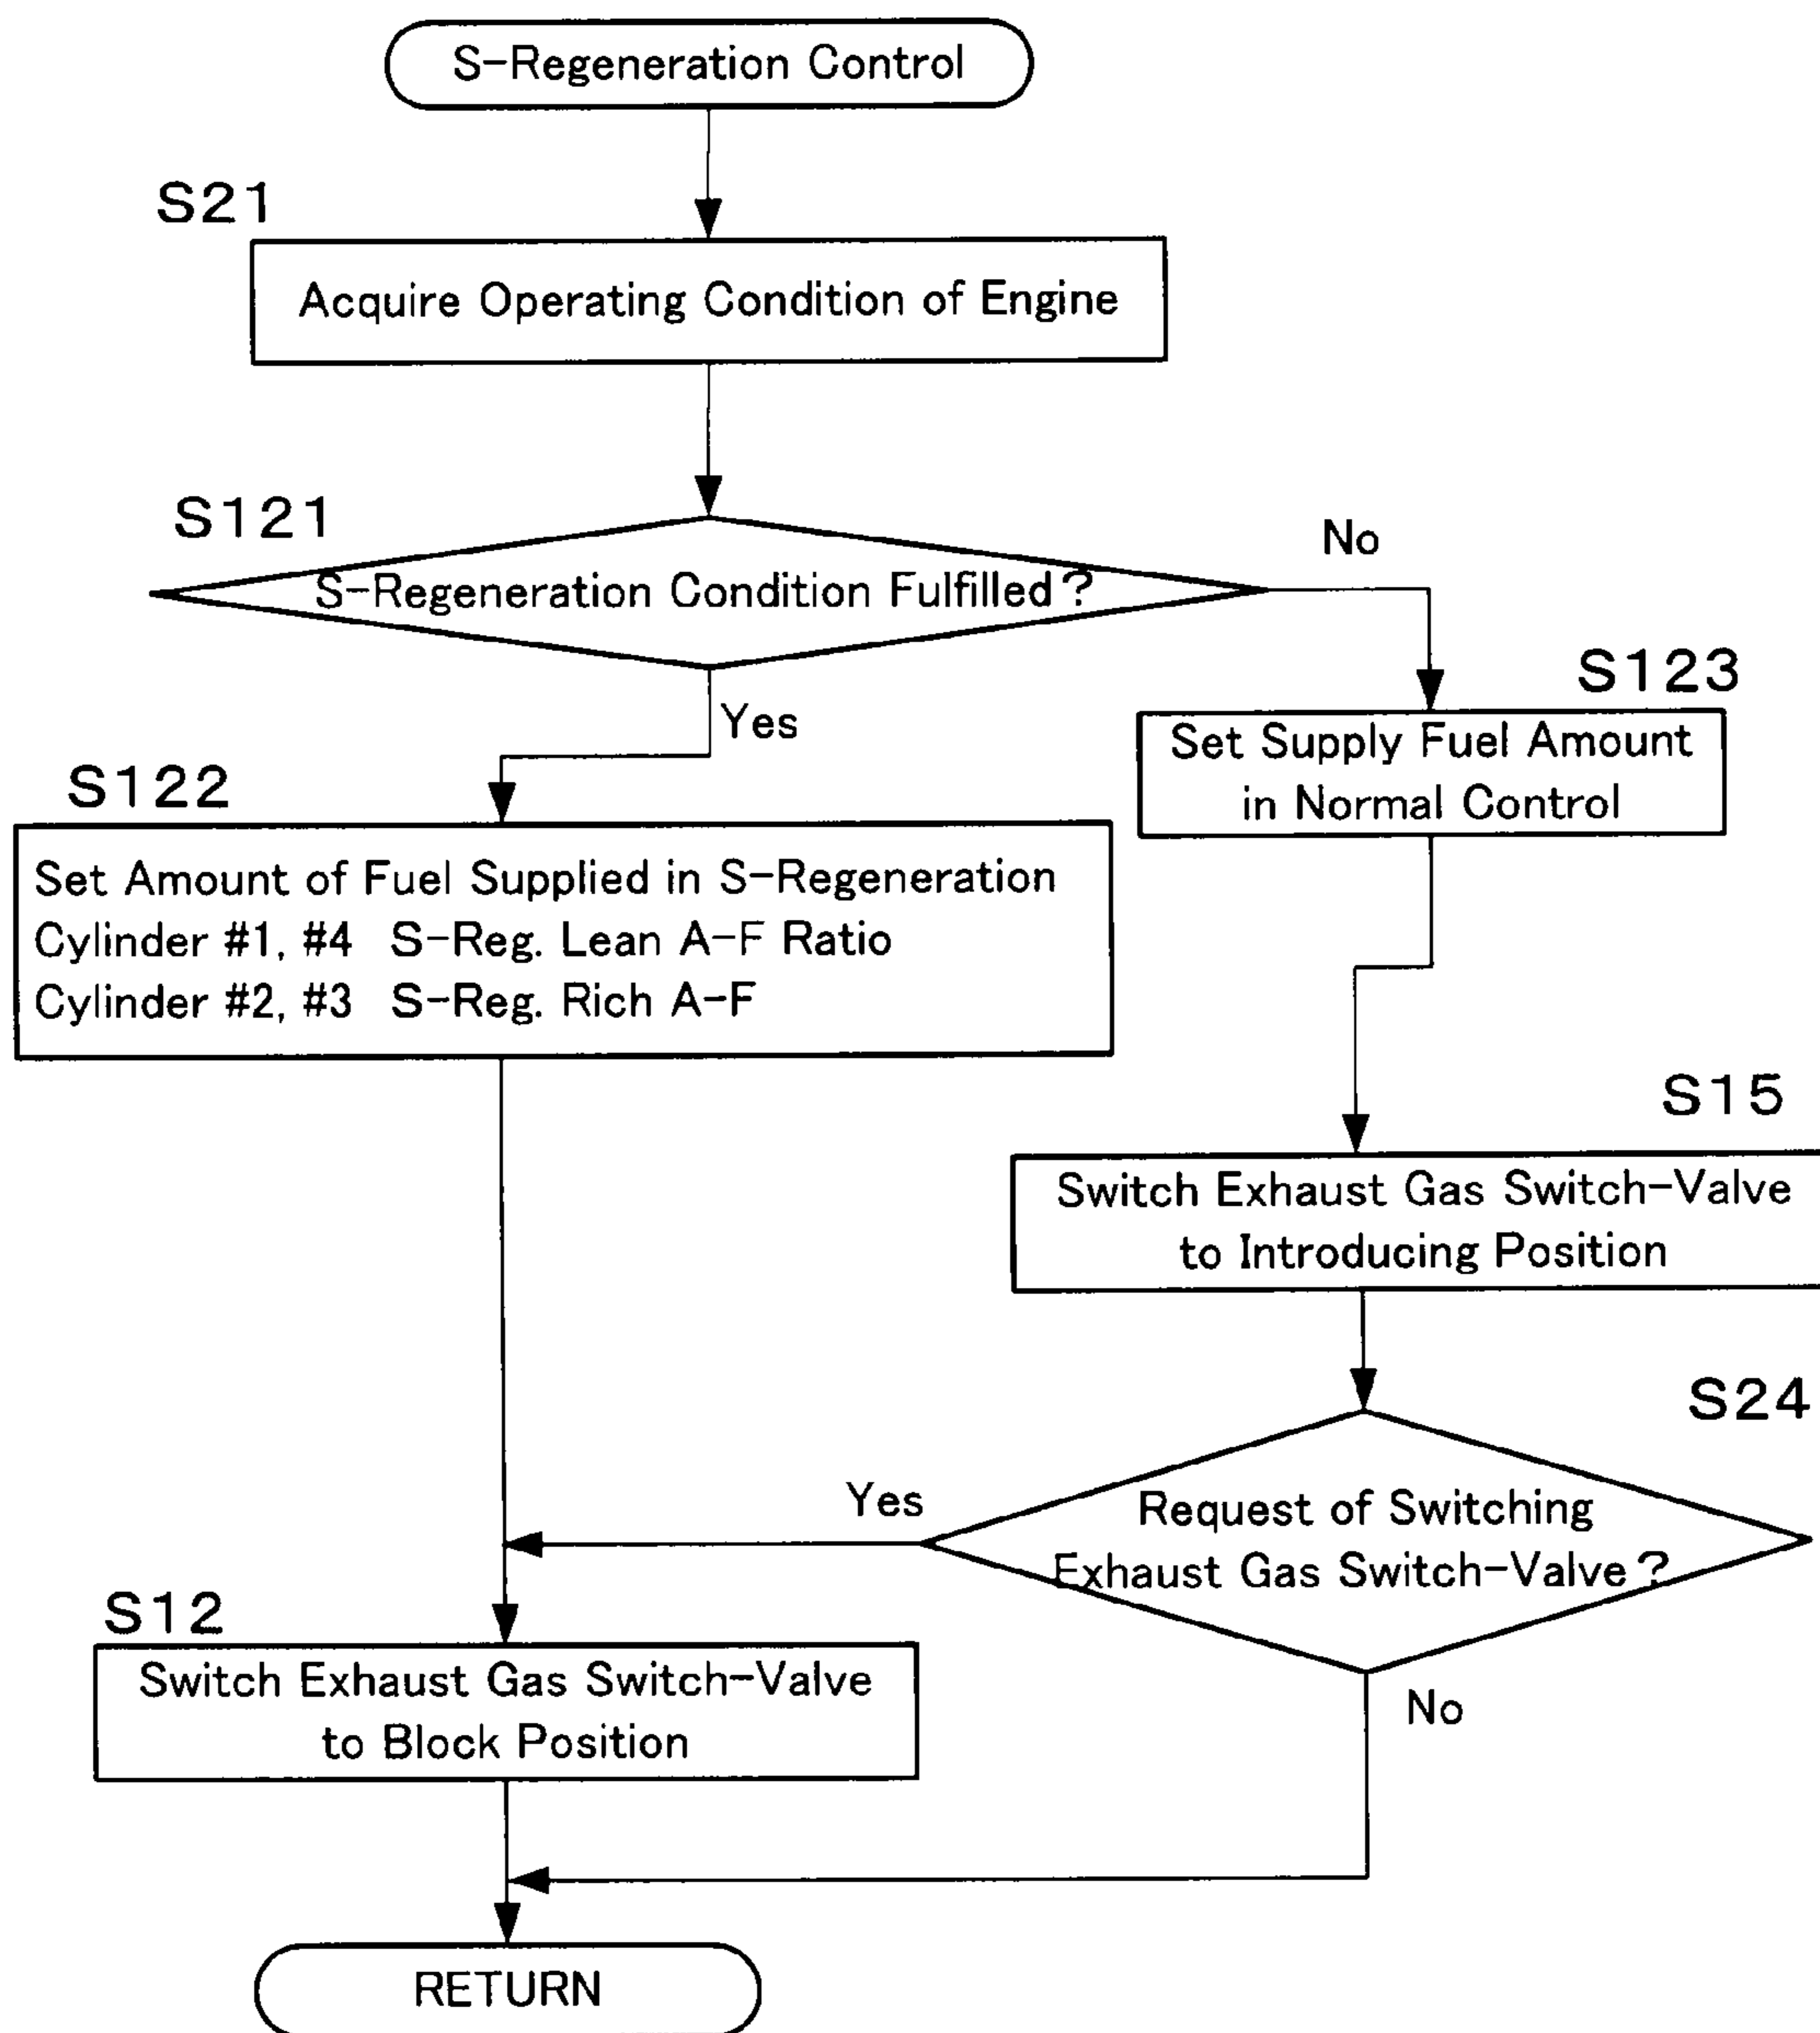 S-Regeneration Control
S21
Acquire Operating Condition of Engine
S121
S-Regeneration Condition Fulfilled?
No
Yes
S123
Set Supply Fuel Amount
in Normal Control
S122
Set Amount of Fuel Supplied in S-Regeneration
Cylinder #1, #4 S-Reg. Lean A-F Ratio
Cylinder #2, #3 S-Reg. Rich A-F
S15
Switch Exhaust Gas Switch-Valve
to Introducing Position
S24
Request of Switching
Exhaust Gas Switch-Valve?
Yes
No
S12
Switch Exhaust Gas Switch-Valve
to Block Position
RETURN